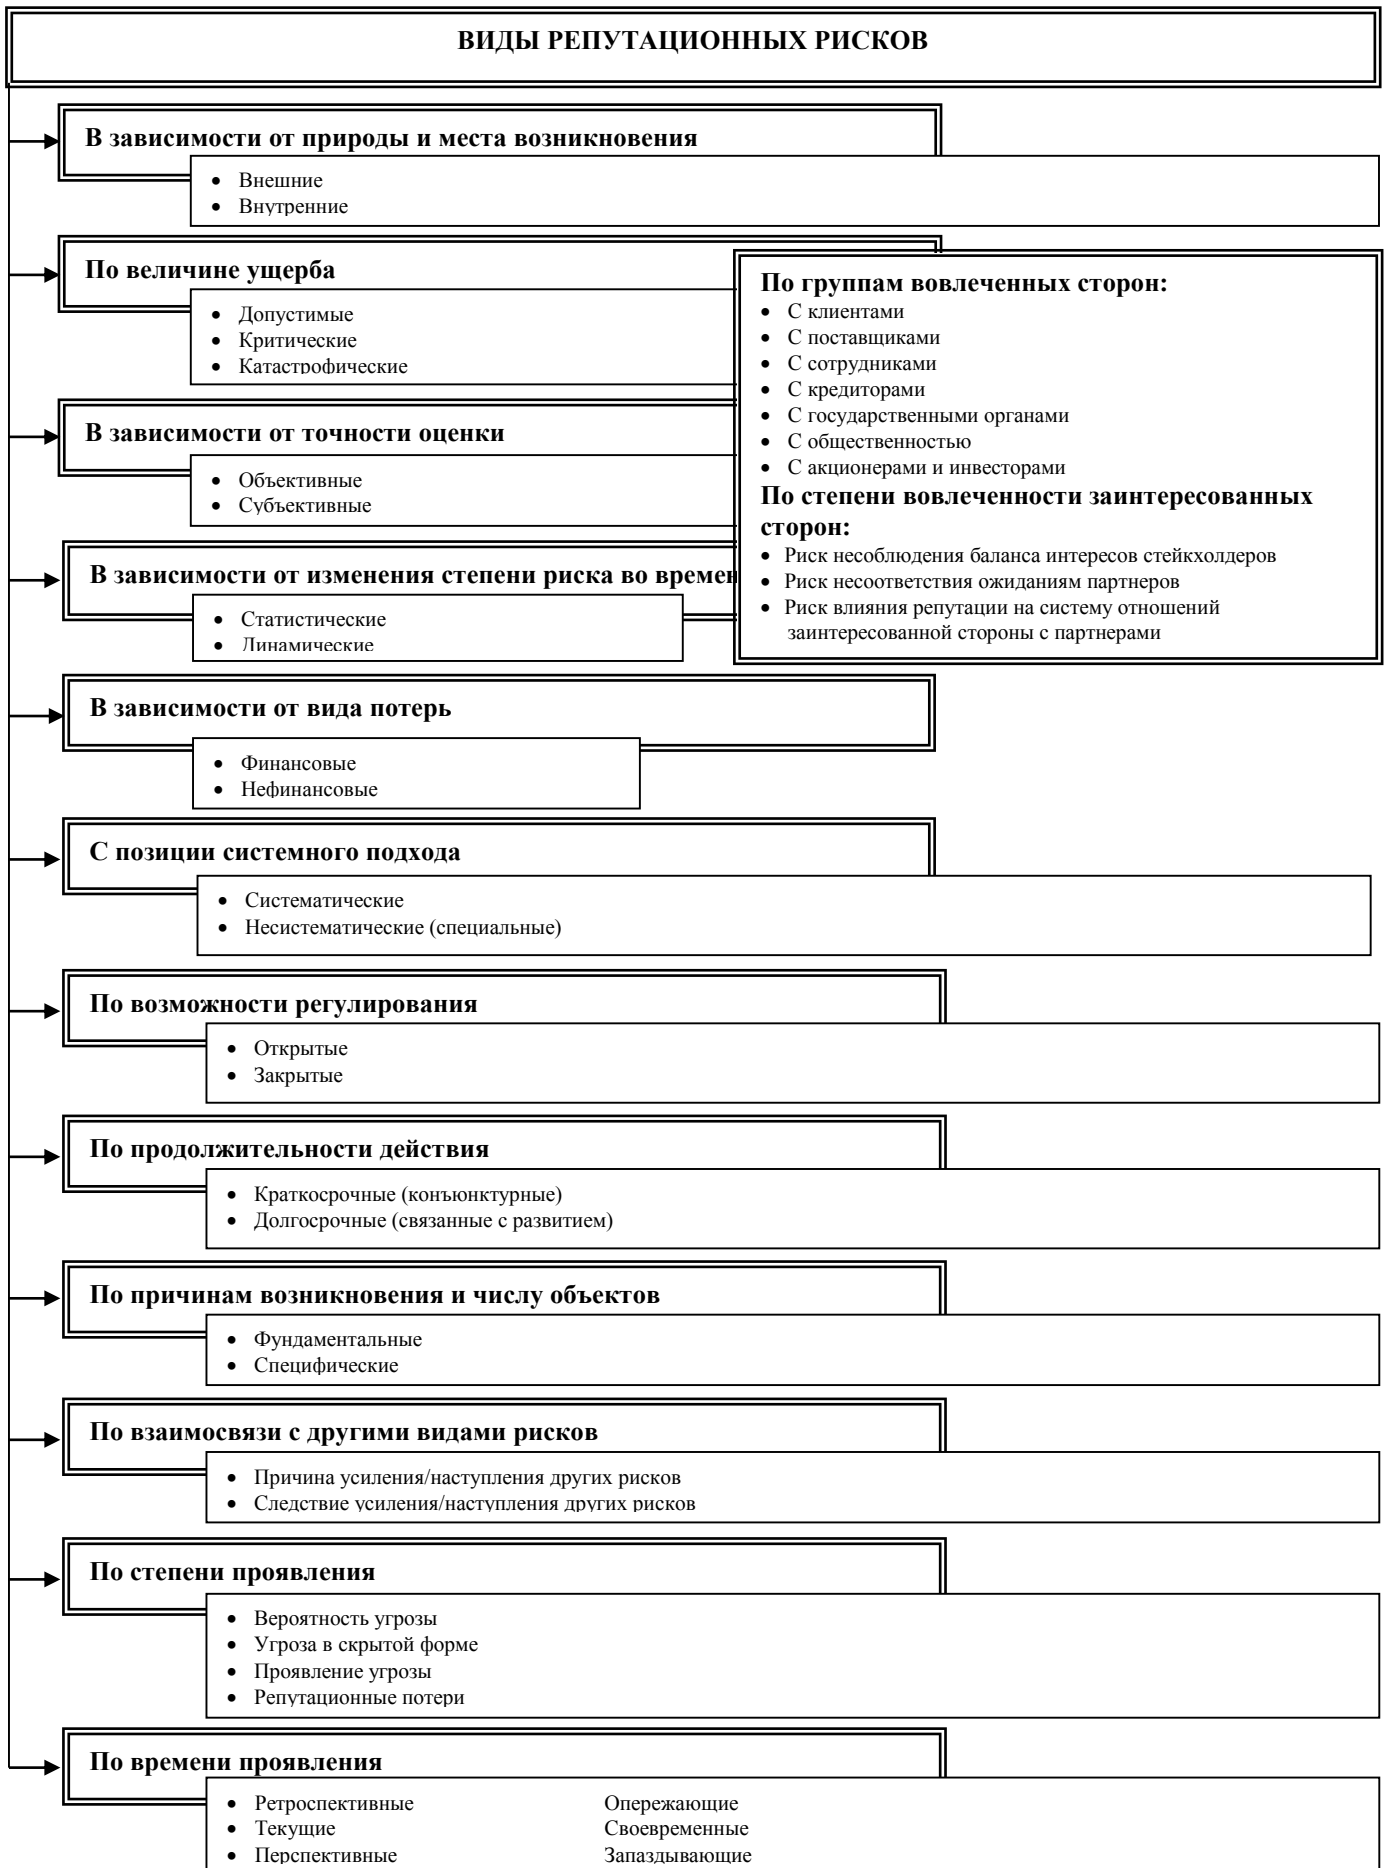 ВИДЫ РЕПУТАЦИОННЫХ РИСКОВ
В зависимости от природы и места возникновения
• Внешние
• Внутренние
По величине ущерба
• Допустимые
• Критические
• Катастрофические
В зависимости от точности оценки
• Объективные
• Субъективные
В зависимости от изменения степени риска во времен
• Статистические
• Динамические
По группам вовлеченных сторон:
• С клиентами
• С поставщиками
• С сотрудниками
• С кредиторами
• С государственными органами
• С общественностью
• С акционерами и инвесторами
По степени вовлеченности заинтересованных
сторон:
• Риск несоблюдения баланса интересов стейкхолдеров
• Риск несоответствия ожиданиям партнеров
• Риск влияния репутации на систему отношений
заинтересованной стороны с партнерами
В зависимости от вида потерь
• Финансовые
• Нефинансовые
С позиции системного подхода
• Систематические
• Несистематические (специальные)
По возможности регулирования
• Открытые
• Закрытые
По продолжительности действия
• Краткосрочные (конъюнктурные)
• Долгосрочные (связанные с развитием)
По причинам возникновения и числу объектов
• Фундаментальные
• Специфические
По взаимосвязи с другими видами рисков
• Причина усиления/наступления других рисков
• Следствие усиления/наступления других рисков
По степени проявления
• Вероятность угрозы
• Угроза в скрытой форме
• Проявление угрозы
• Репутационные потери
По времени проявления
• Ретроспективные Опережающие
• Текущие Своевременные
• Перспективные Запаздывающие